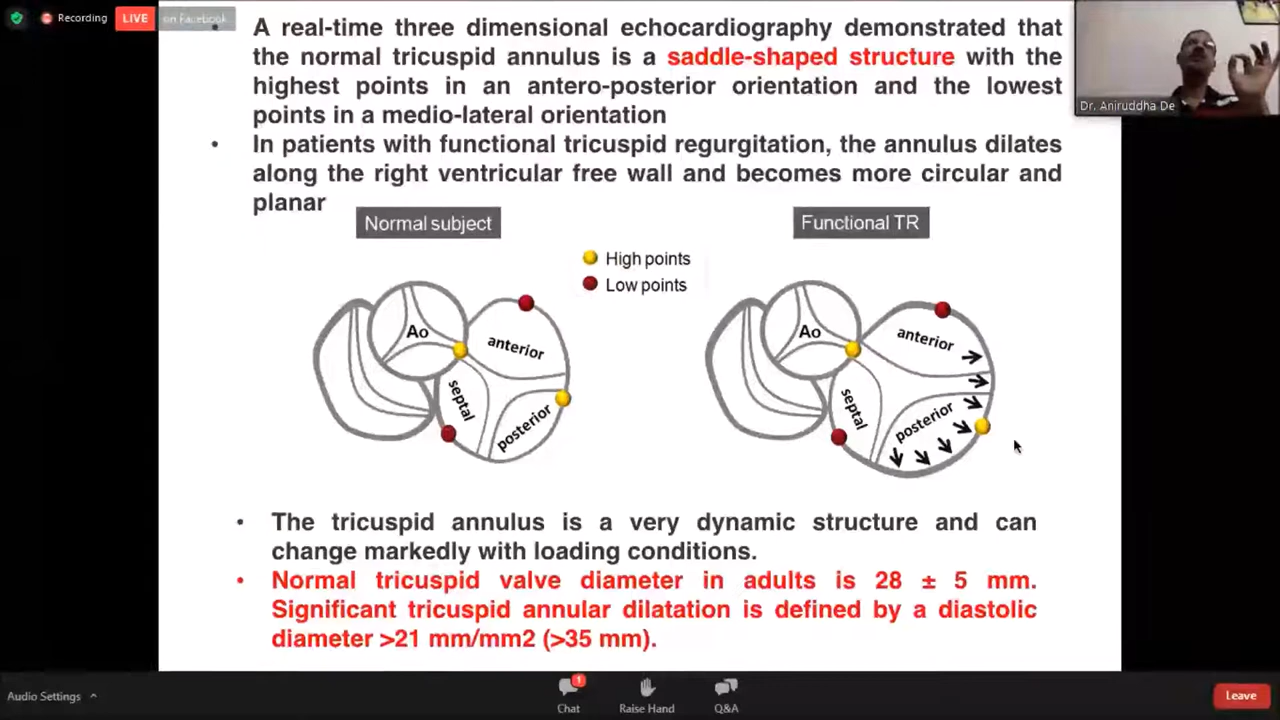 Recording
LIVE
on Facebook
• A real-time three dimensional echocardiography demonstrated that
the normal tricuspid annulus is a saddle-shaped structure with the
highest points in an antero-posterior orientation and the lowest
points in a medio-lateral orientation
• In patients with functional tricuspid regurgitation, the annulus dilates
along the right ventricular free wall and becomes more circular and
planar
Dr. Aniruddha De
Normal subject
Functional TR
High points
Low points
Ao
anterior
septal
posterior
Ao
anterior
septal
posterior
• The tricuspid annulus is a very dynamic structure and can
change markedly with loading conditions.
• Normal tricuspid valve diameter in adults is 28 ± 5 mm.
Significant tricuspid annular dilatation is defined by a diastolic
diameter >21 mm/mm2 (>35 mm).
Audio Settings
1
Chat
Raise Hand
Q&A
Leave